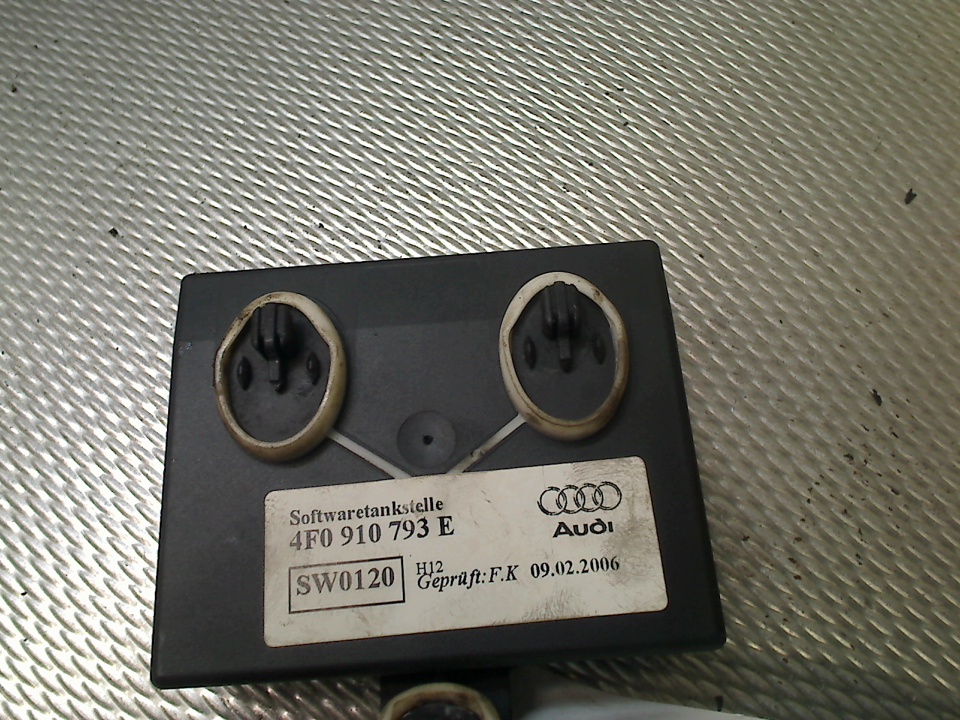 Softwaretankstelle
4F0 910 793 E
Audi
SW0120
H12
Geprüft: F.K 09.02.2006